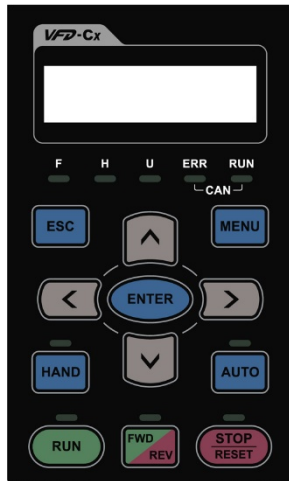 VFD-Cx
F H U ERR RUN
CAN
ESC
MENU
ENTER
HAND
AUTO
RUN
FWD
REV
STOP
RESET